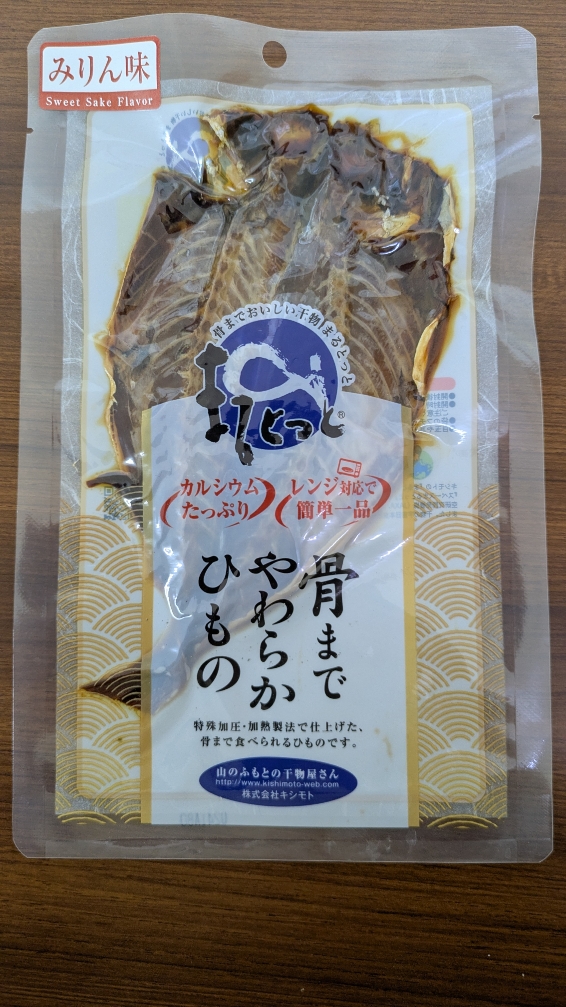 みりん味
Sweet Sake Flavor
骨までおいしい干物まるとっと
まるとっと®
カルシウム
たっぷり
レンジ対応で
簡単一品
骨まで
やわらか
ひもの
特殊加圧・加熱製法で仕上げた、
骨まで食べられるひものです。
山のふもとの干物屋さん
http://www.kishimoto-web.com
株式会社キシモト